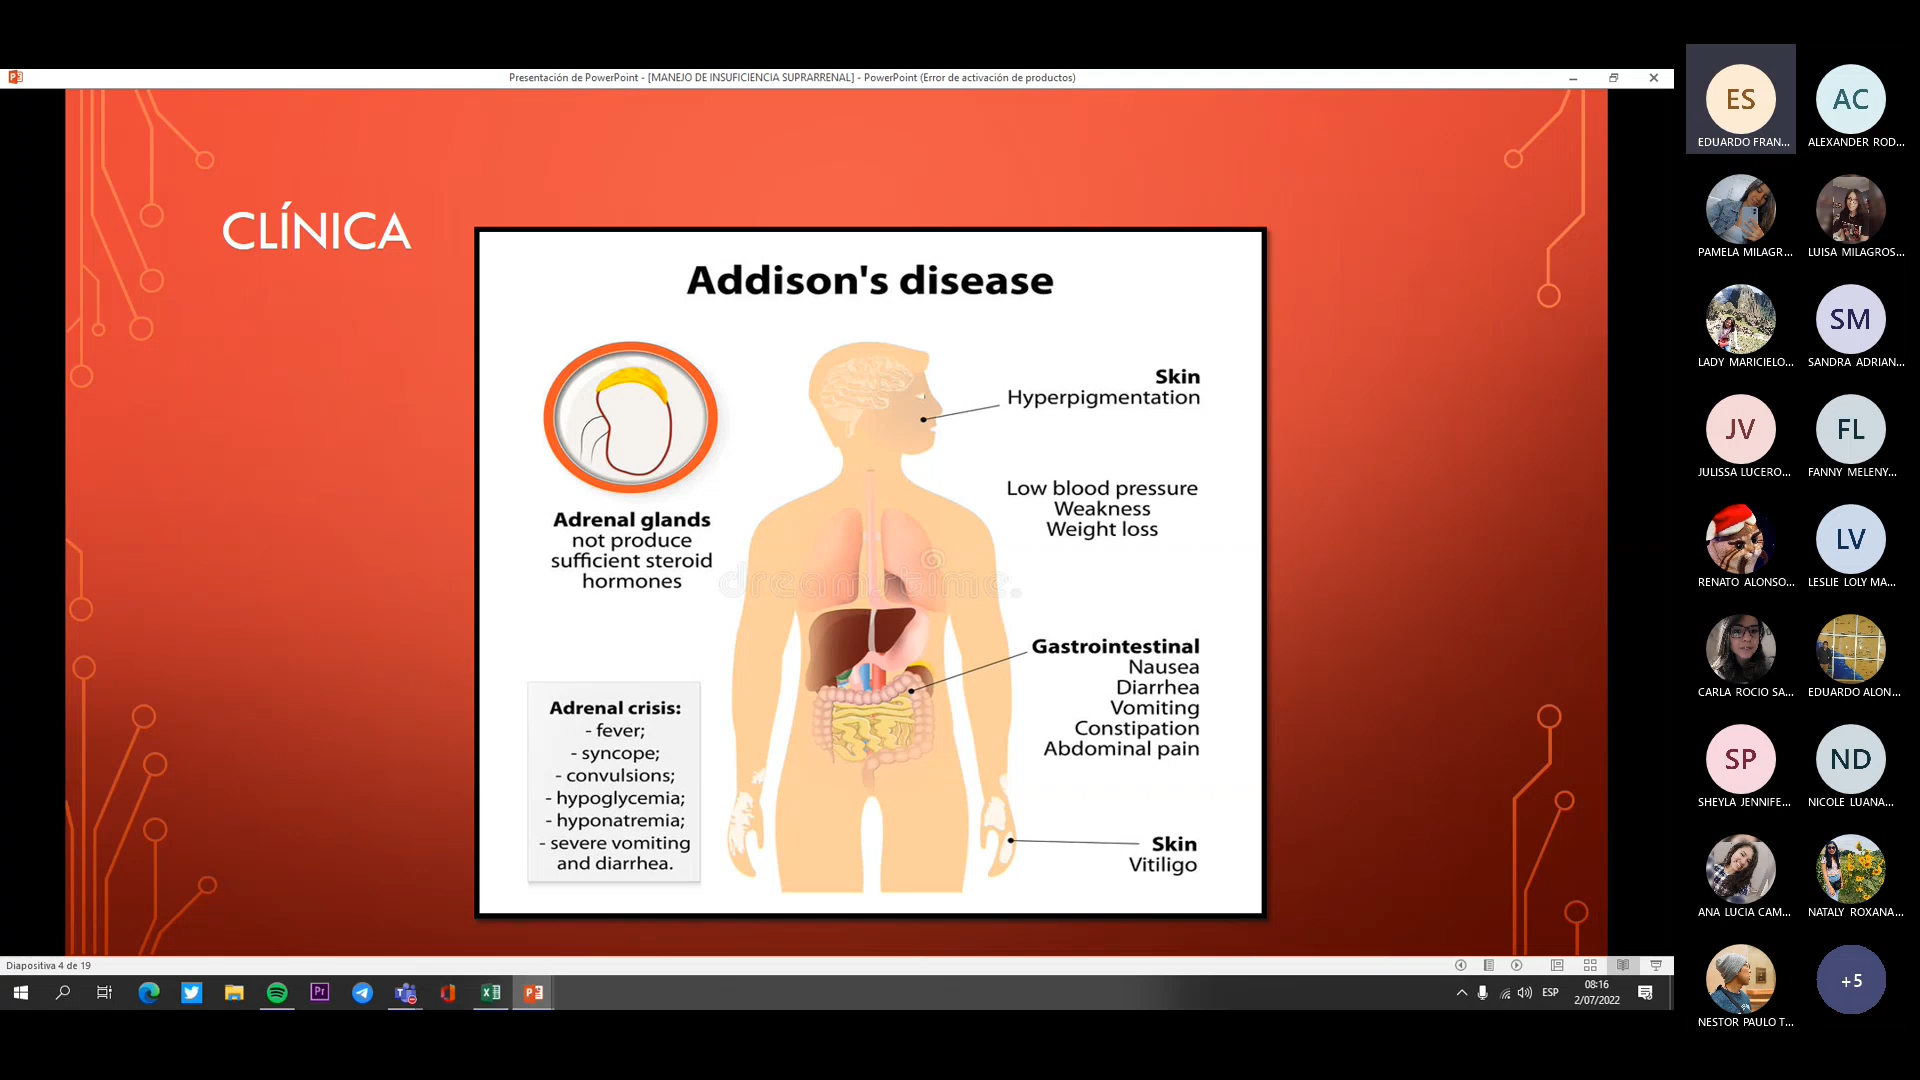 Presentación de PowerPoint - [MANEJO DE INSUFICIENCIA SUPRARRENAL] - PowerPoint (Error de activación de productos)
CLÍNICA
Addison's disease
Adrenal glands
not produce
sufficient steroid
hormones
Adrenal crisis:
- fever;
- syncope;
- convulsions;
- hypoglycemia;
- hyponatremia;
- severe vomiting
and diarrhea.
Skin
Hyperpigmentation
Low blood pressure
Weakness
Weight loss
dreamstime.
Gastrointestinal
Nausea
Diarrhea
Vomiting
Constipation
Abdominal pain
Skin
Vitiligo
Diapositiva 4 de 19
Pr
ESP
08:16
2/07/2022
ES
EDUARDO FRAN...
AC
ALEXANDER ROD...
PAMELA MILAGR...
LUISA MILAGROS...
LADY MARICIELO...
SM
SANDRA ADRIAN...
JV
JULISSA LUCERO...
FL
FANNY MELENY...
RENATO ALONSO...
LV
LESLIE LOLY MA...
CARLA ROCIO SA...
EDUARDO ALON...
SP
SHEYLA JENNIFE...
ND
NICOLE LUANA...
ANA LUCIA CAM...
NATALY ROXANA...
NESTOR PAULO T...
+5